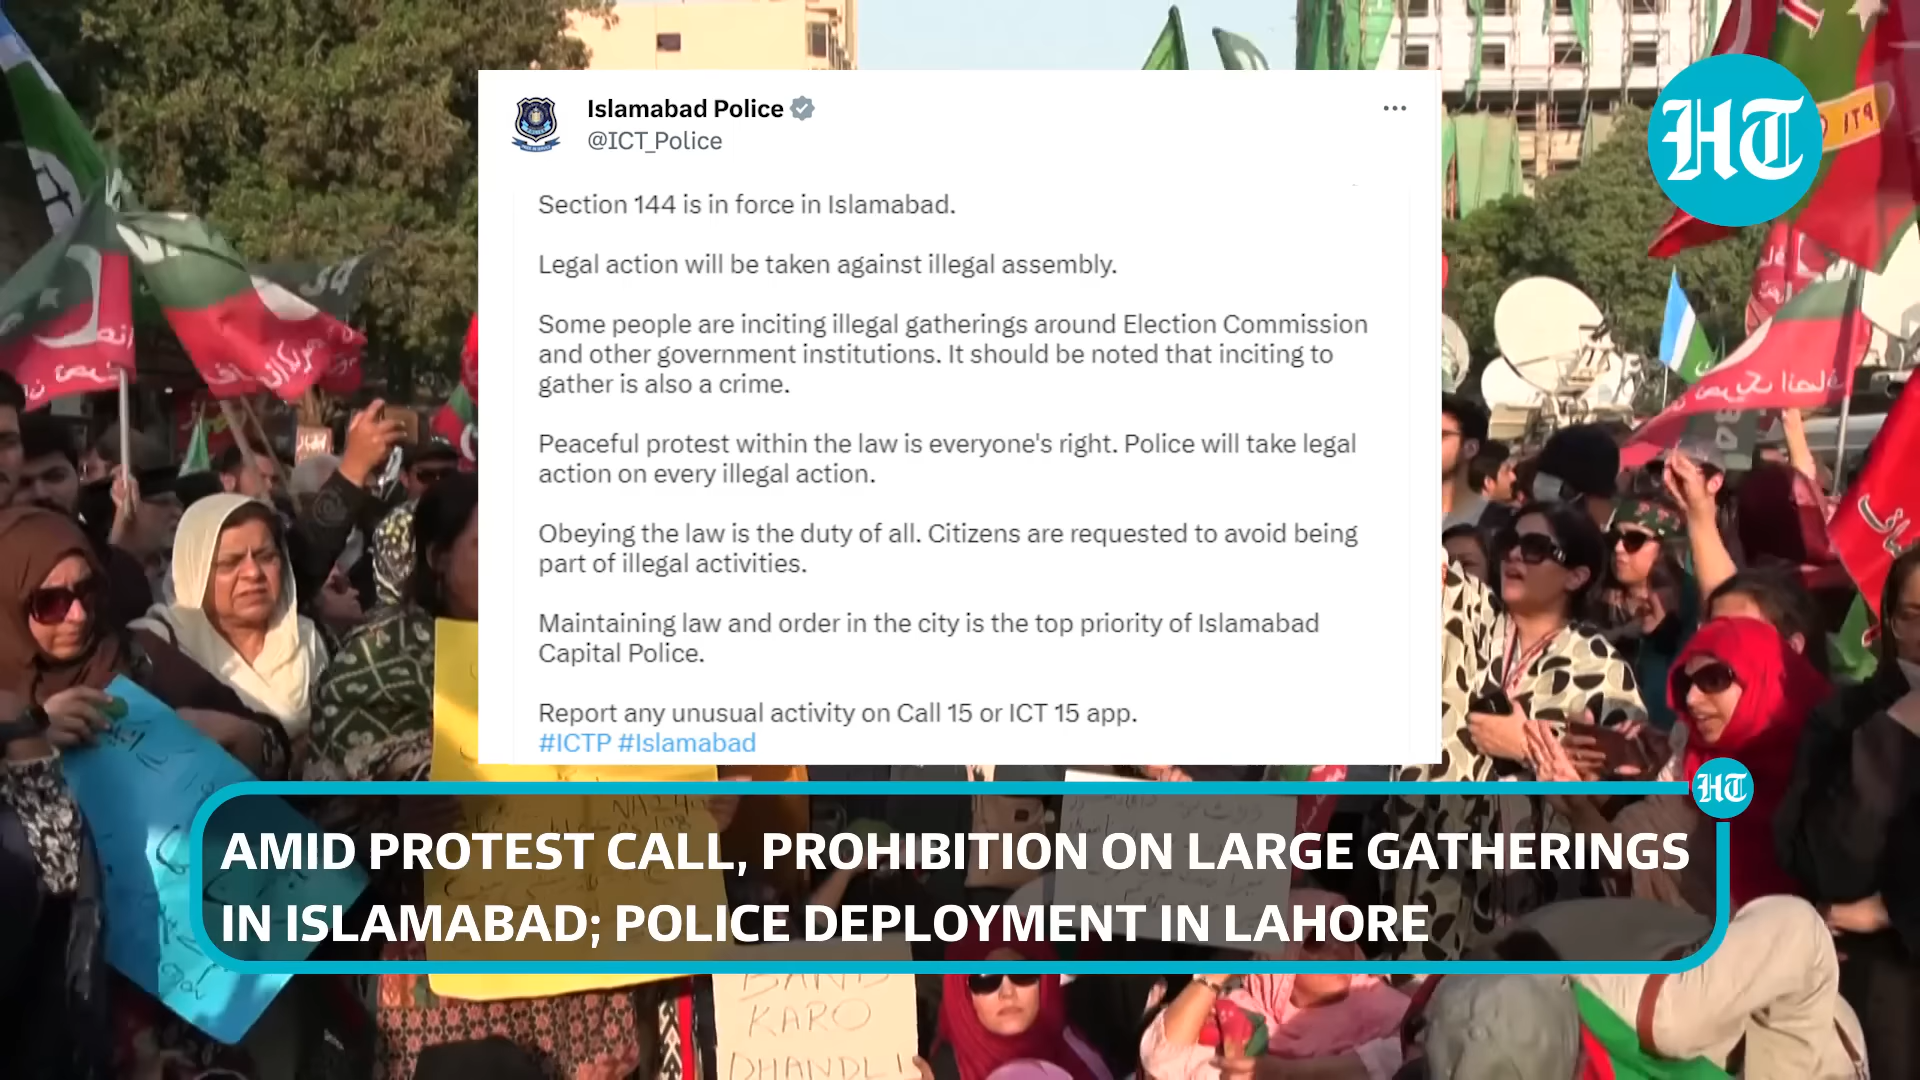 HT
Islamabad Police
@ICT_Police
Section 144 is in force in Islamabad.
Legal action will be taken against illegal assembly.
Some people are inciting illegal gatherings around Election Commission
and other government institutions. It should be noted that inciting to
gather is also a crime.
Peaceful protest within the law is everyone's right. Police will take legal
action on every illegal action.
Obeying the law is the duty of all. Citizens are requested to avoid being
part of illegal activities.
Maintaining law and order in the city is the top priority of Islamabad
Capital Police.
Report any unusual activity on Call 15 or ICT 15 app.
#ICTP #Islamabad
HT
AMID PROTEST CALL, PROHIBITION ON LARGE GATHERINGS
IN ISLAMABAD; POLICE DEPLOYMENT IN LAHORE
KARO
DHANDLI